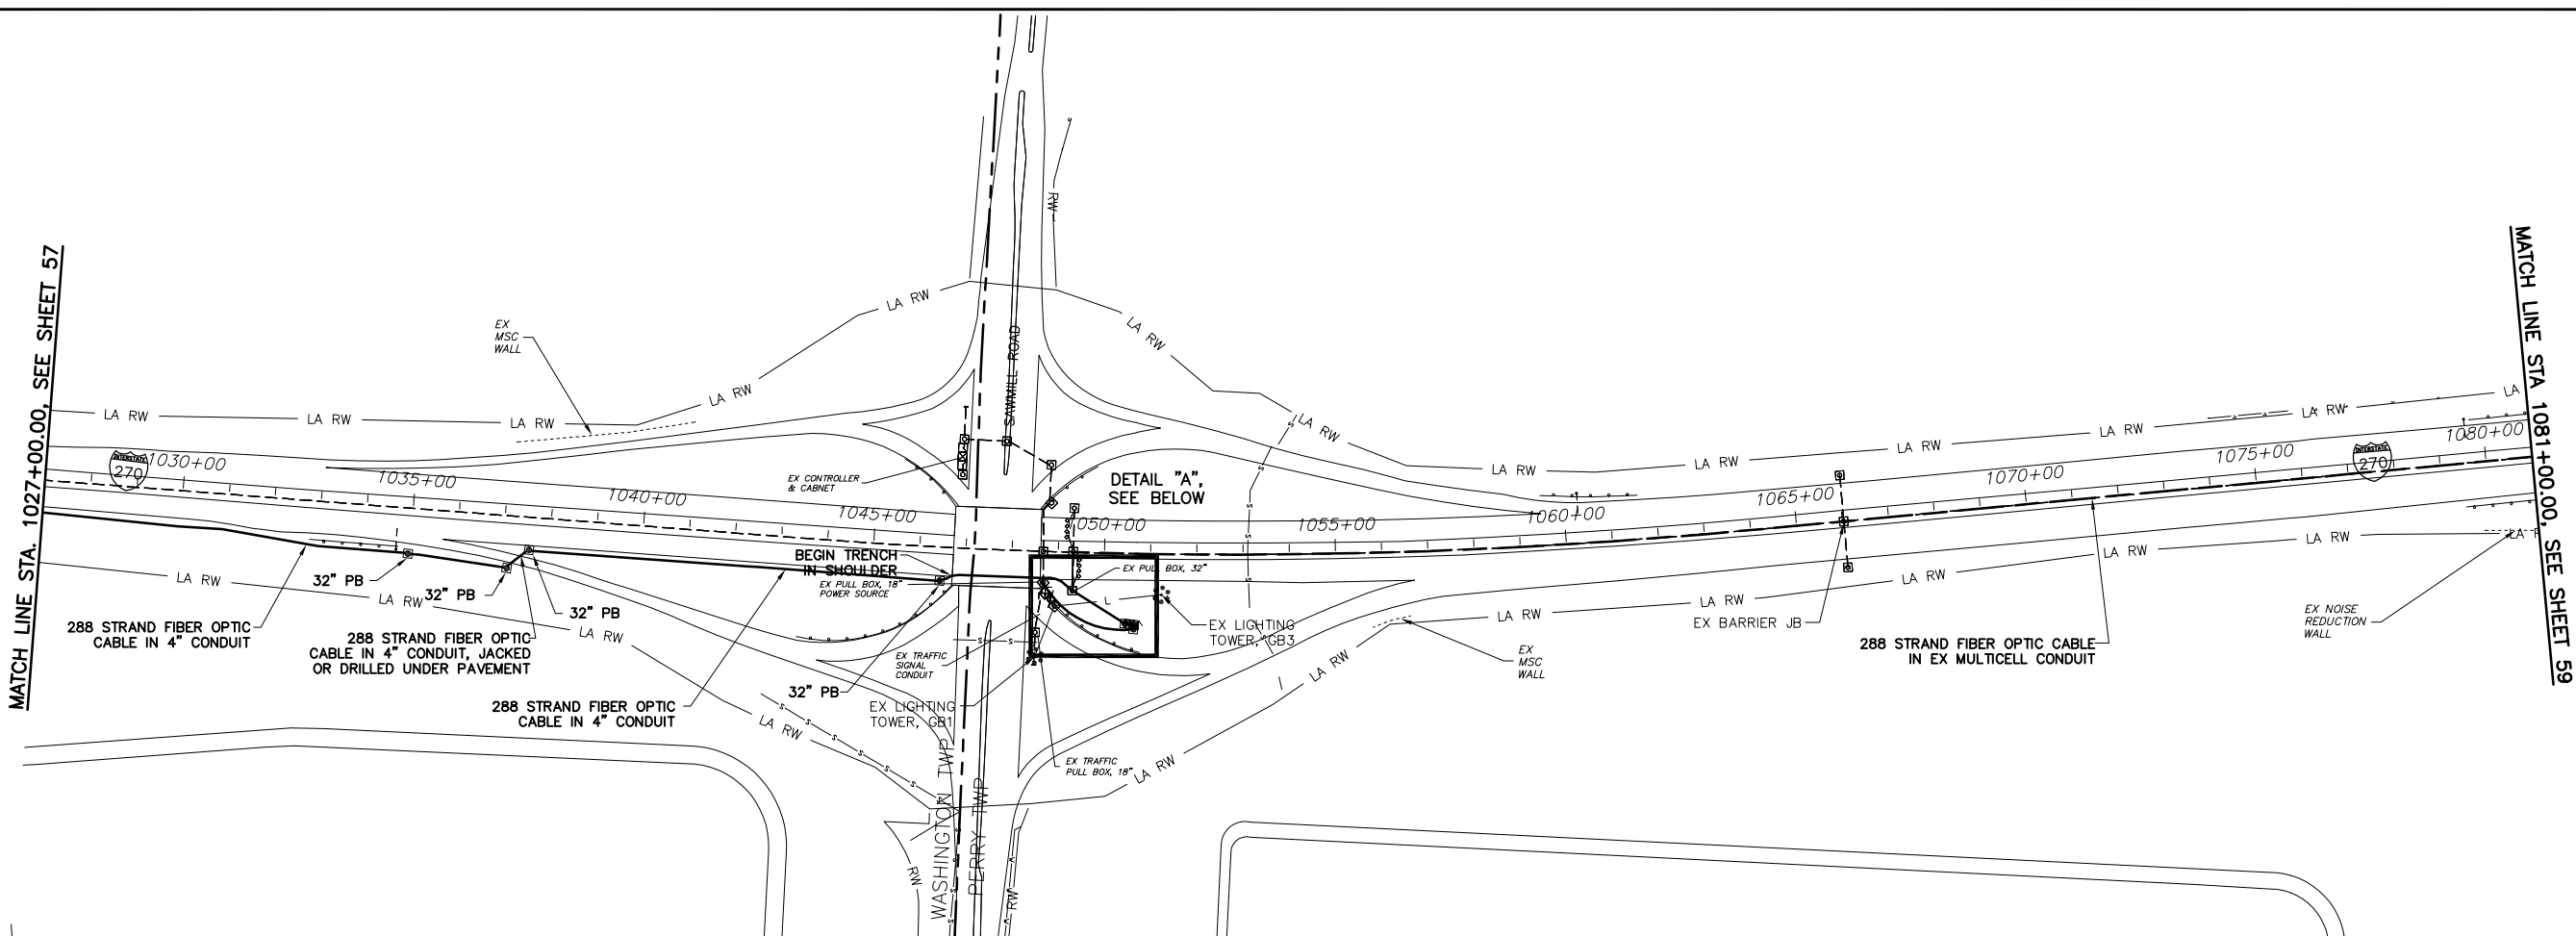 MATCH LINE STA. 1027+00.00, SEE SHEET 57
MATCH LINE STA 1081+00.00, SEE SHEET 59
RW
LA RW
LA RW
SAWMILL ROAD
EX
MSC
WALL
LA RW
LA RW
LA RW
LA RW
LA RW
LA RW
LA RW
LA RW
LA RW
LA RW
LA RW
LA
INTERSTATE
270
1030+00
1035+00
1040+00
1045+00
1050+00
1055+00
1060+00
1065+00
1070+00
1075+00
1080+00
INTERSTATE
270
EX CONTROLLER
& CABNET
DETAIL "A",
SEE BELOW
BEGIN TRENCH
IN SHOULDER
EX PULL BOX, 18"
POWER SOURCE
EX PULL BOX, 32"
L
32" PB
32" PB
32" PB
32" PB
LA RW
LA RW
LA RW
LA RW
288 STRAND FIBER OPTIC
CABLE IN 4" CONDUIT
288 STRAND FIBER OPTIC
CABLE IN 4" CONDUIT, JACKED
OR DRILLED UNDER PAVEMENT
288 STRAND FIBER OPTIC
CABLE IN 4" CONDUIT
EX TRAFFIC
SIGNAL
CONDUIT
EX LIGHTING
TOWER, GB1
EX LIGHTING
TOWER, GB3
EX TRAFFIC
PULL BOX, 18"
LA RW
LA RW
LA RW
LA RW
LA RW
LA RW
LA RW
EX
MSC
WALL
EX BARRIER JB
288 STRAND FIBER OPTIC CABLE
IN EX MULTICELL CONDUIT
EX NOISE
REDUCTION
WALL
WASHINGTON TWP
PERRY TWP
RW
RW